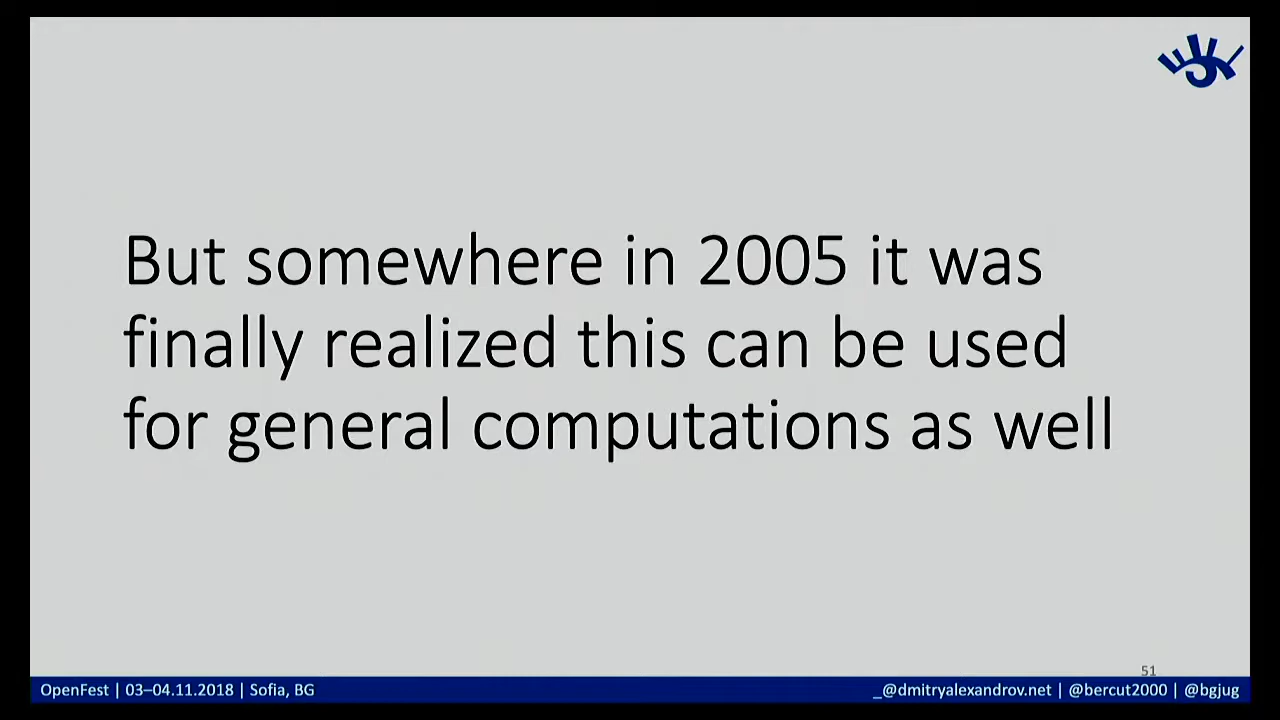 But somewhere in 2005 it was
finally realized this can be used
for general computations as well
51
OpenFest | 03–04.11.2018 | Sofia, BG
_@dmitryalexandrov.net | @bercut2000 | @bgjug